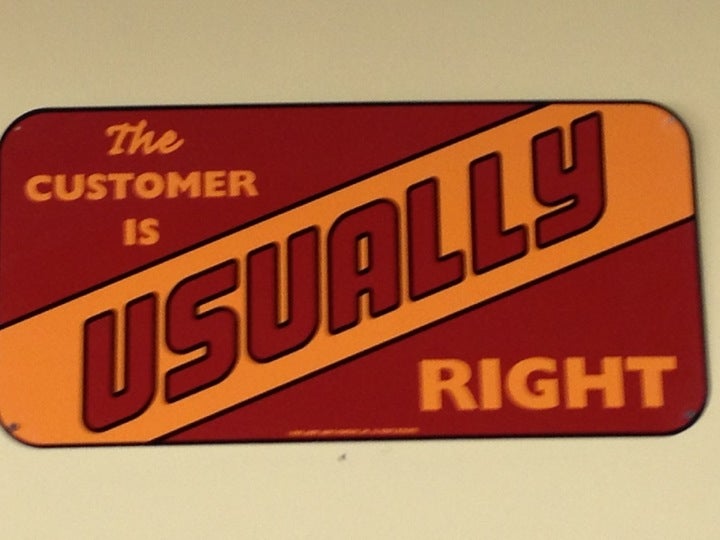 The
CUSTOMER
IS
USUALLY
RIGHT